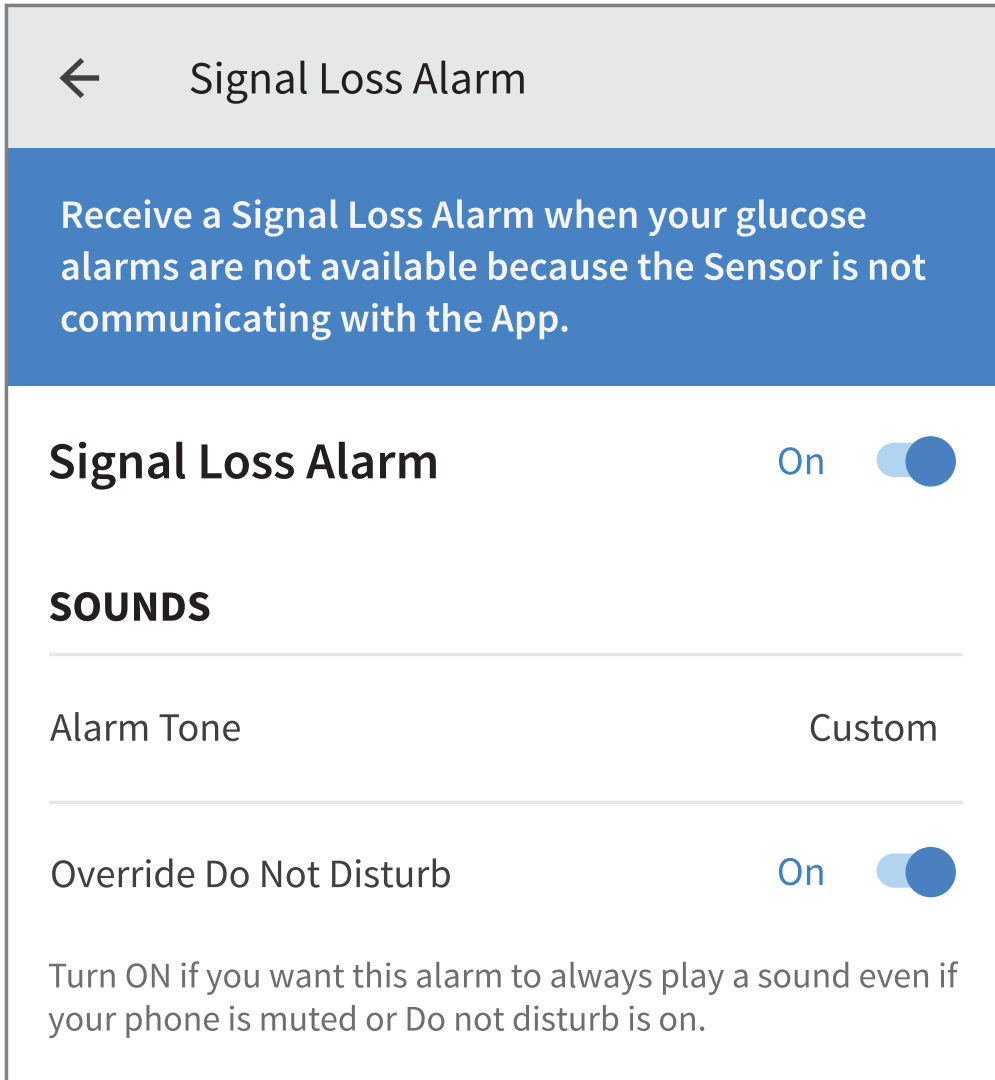 Signal Loss Alarm
Receive a Signal Loss Alarm when your glucose
alarms are not available because the Sensor is not
communicating with the App.
Signal Loss Alarm On
SOUNDS
Alarm Tone Custom
Override Do Not Disturb On
Turn ON if you want this alarm to always play a sound even if
your phone is muted or Do not disturb is on.